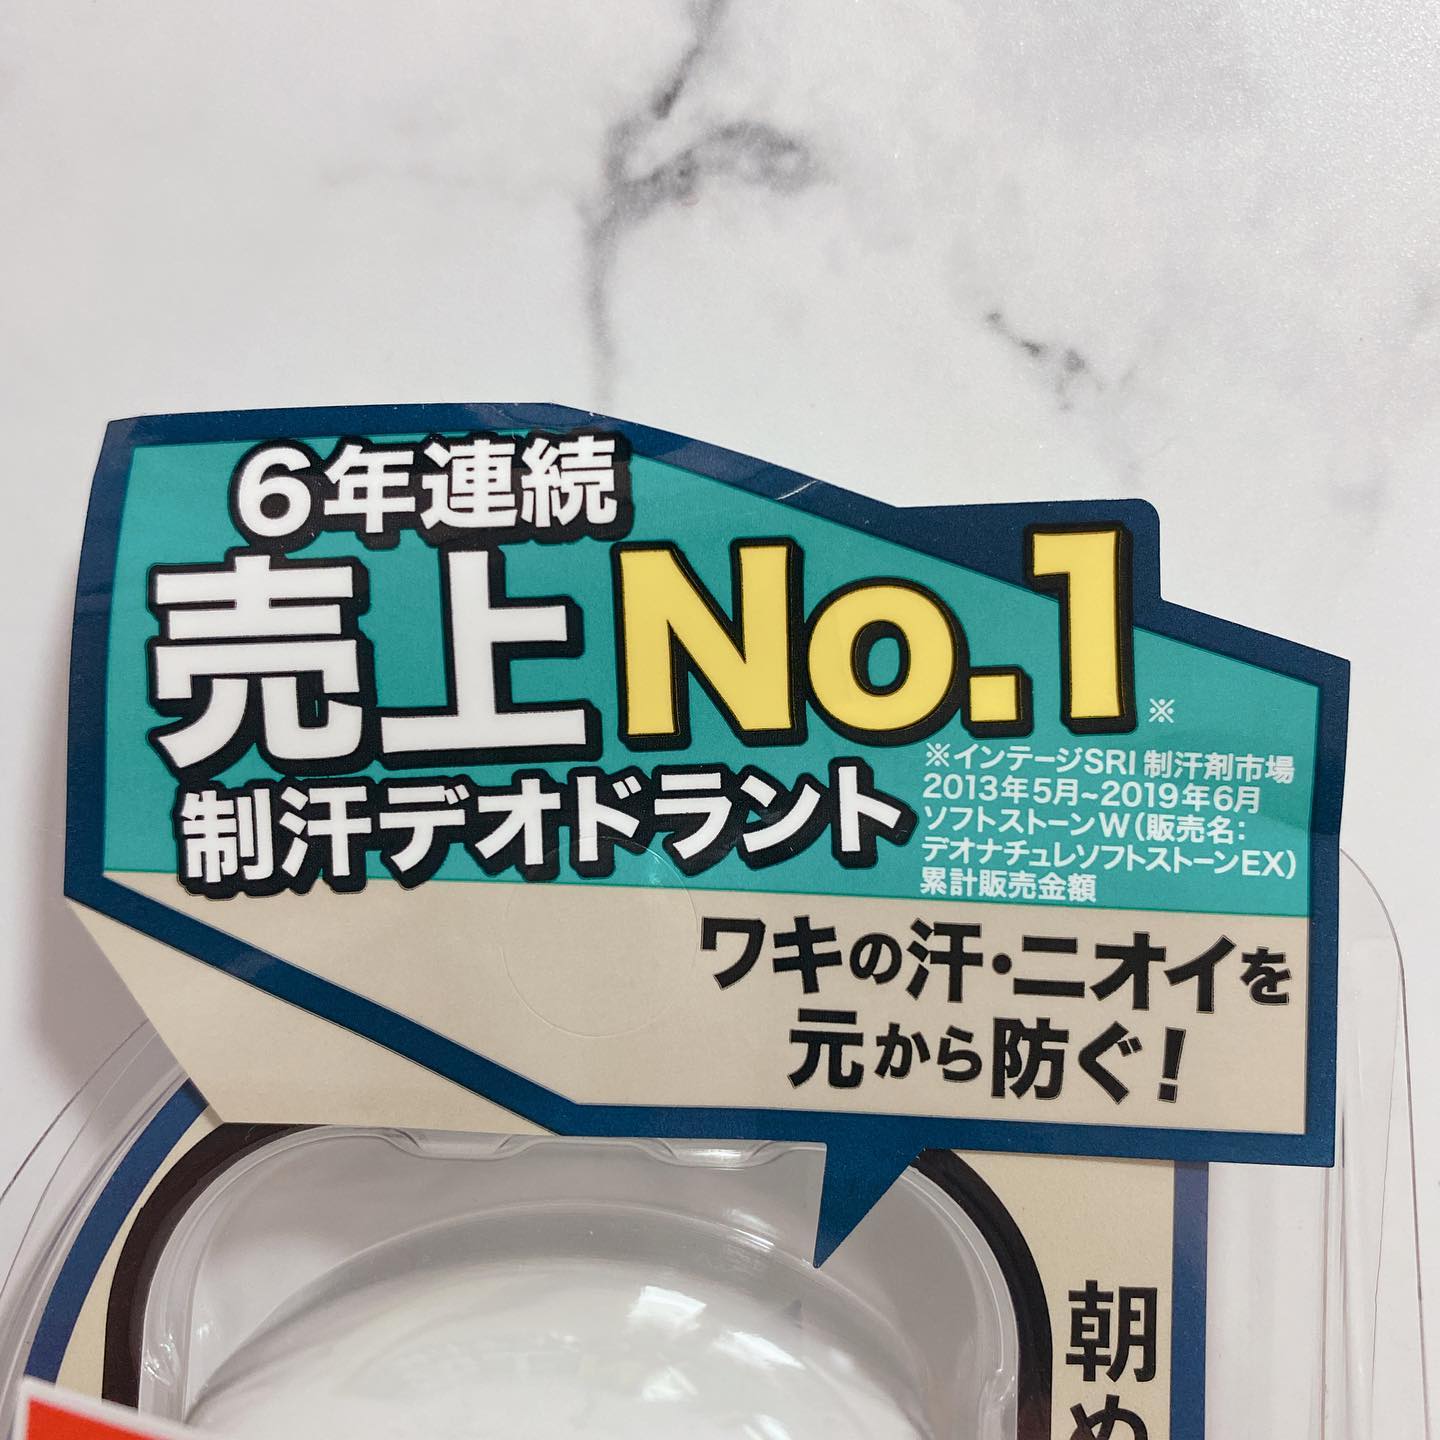 6年連続
売上No.1※
制汗デオドラント
※インテージSRI 制汗剤市場
2013年5月~2019年6月
ソフトストーンW(販売名:
デオナチュレソフトストーンEX)
累計販売金額
ワキの汗・ニオイを
元から防ぐ!
朝